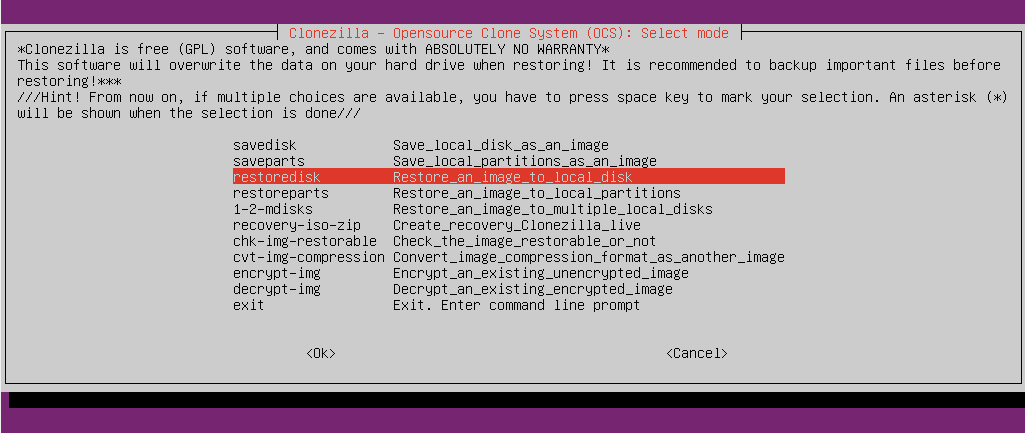 Clonezilla - Opensource Clone System (OCS): Select mode
*Clonezilla is free (GPL) software, and comes with ABSOLUTELY NO WARRANTY*
This software will overwrite the data on your hard drive when restoring! It is recommended to backup important files before
restoring!***
///Hint! From now on, if multiple choices are available, you have to press space key to mark your selection. An asterisk (*)
will be shown when the selection is done///
savedisk Save_local_disk_as_an_image
saveparts Save_local_partitions_as_an_image
restoredisk Restore_an_image_to_local_disk
restoreparts Restore_an_image_to_local_partitions
1-2-mdisks Restore_an_image_to_multiple_local_disks
recovery-iso-zip Create_recovery_Clonezilla_live
chk-img-restorable Check_the_image_restorable_or_not
cvt-img-compression Convert_image_compression_format_as_another_image
encrypt-img Encrypt_an_existing_unencrypted_image
decrypt-img Decrypt_an_existing_encrypted_image
exit Exit. Enter command line prompt
<Ok> <Cancel>